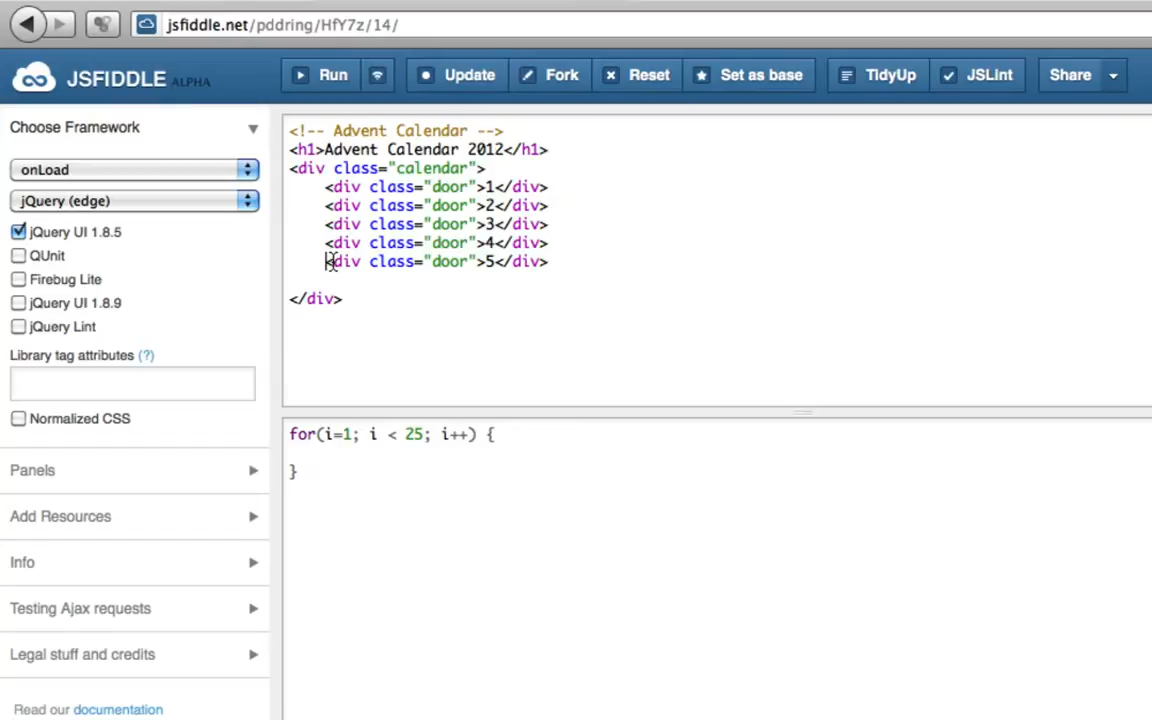 jsfiddle.net/pddring/HfY7z/14/
JSFIDDLE ALPHA
Run
Update
Fork
Reset
Set as base
TidyUp
JSLint
Share
Choose Framework
onLoad
jQuery (edge)
jQuery UI 1.8.5
QUnit
Firebug Lite
jQuery UI 1.8.9
jQuery Lint
Library tag attributes (?)
Normalized CSS
Panels
Add Resources
Info
Testing Ajax requests
Legal stuff and credits
Read our documentation
<!-- Advent Calendar -->
<h1>Advent Calendar 2012</h1>
<div class="calendar">
<div class="door">1</div>
<div class="door">2</div>
<div class="door">3</div>
<div class="door">4</div>
<div class="door">5</div>
</div>
for(i=1; i < 25; i++) {
}